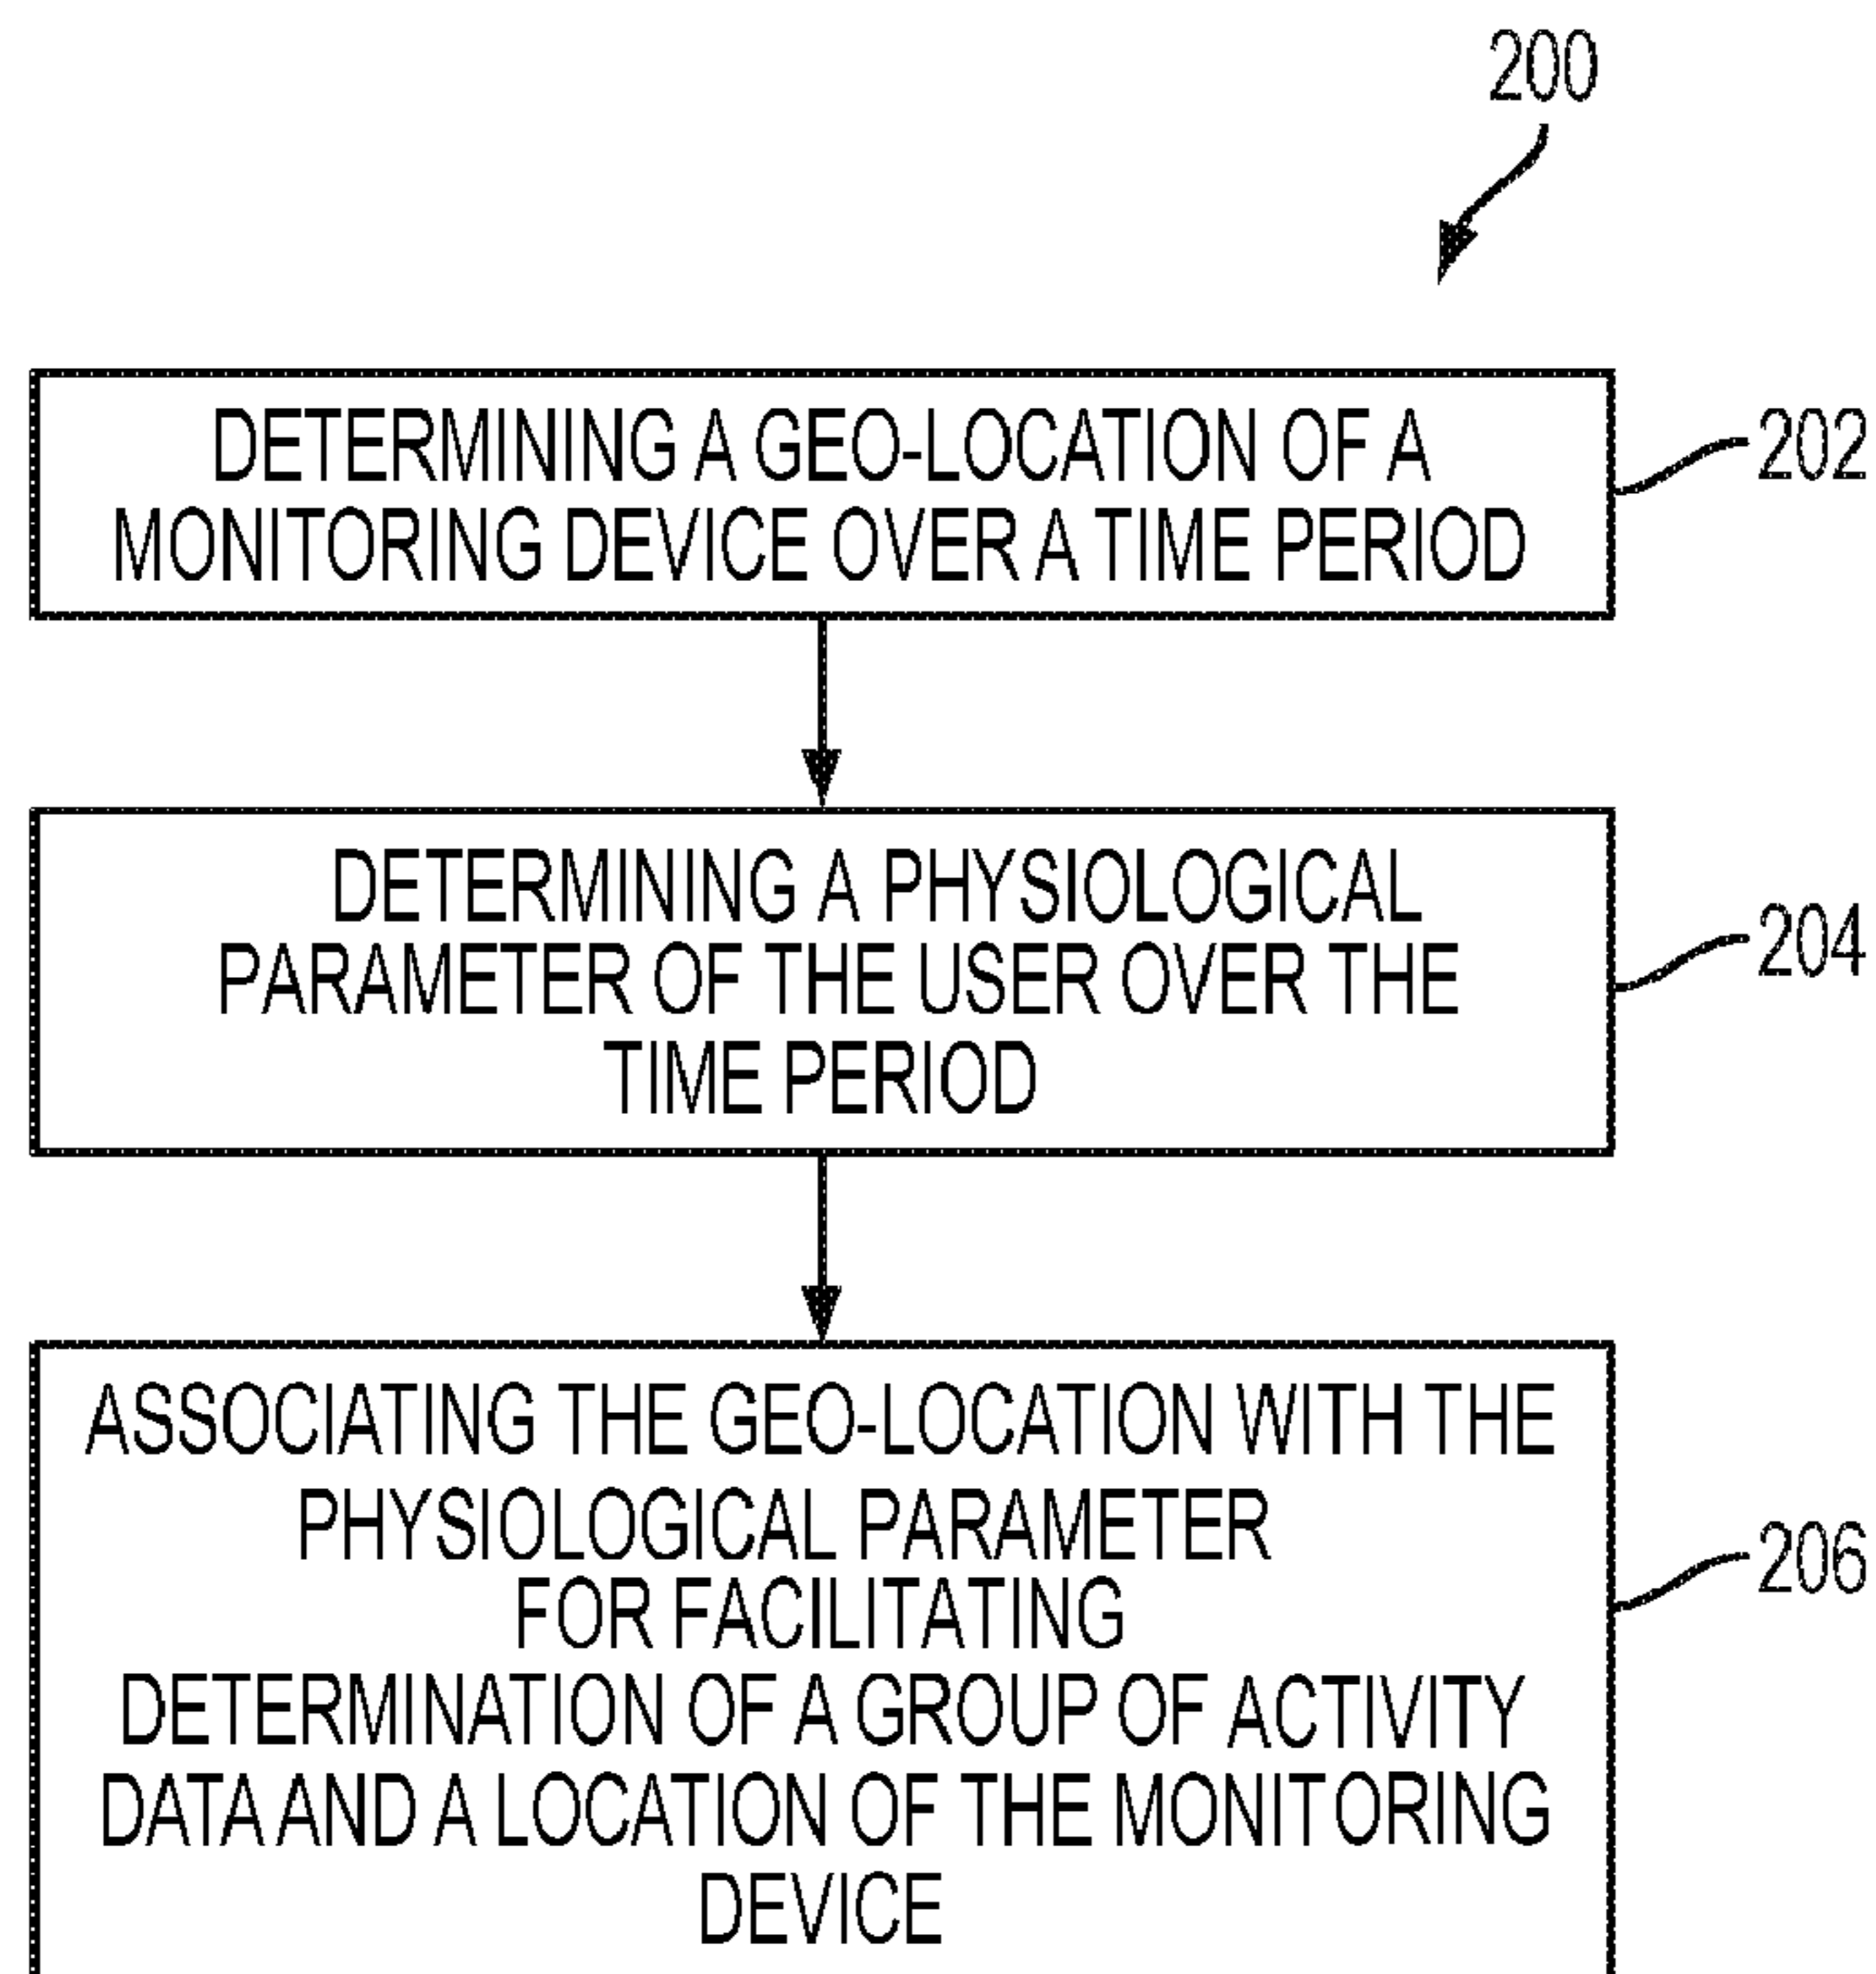 200
DETERMINING A GEO-LOCATION OF A
MONITORING DEVICE OVER A TIME PERIOD
202
DETERMINING A PHYSIOLOGICAL
PARAMETER OF THE USER OVER THE
TIME PERIOD
204
ASSOCIATING THE GEO-LOCATION WITH THE
PHYSIOLOGICAL PARAMETER
FOR FACILITATING
DETERMINATION OF A GROUP OF ACTIVITY
DATA AND A LOCATION OF THE MONITORING
DEVICE
206